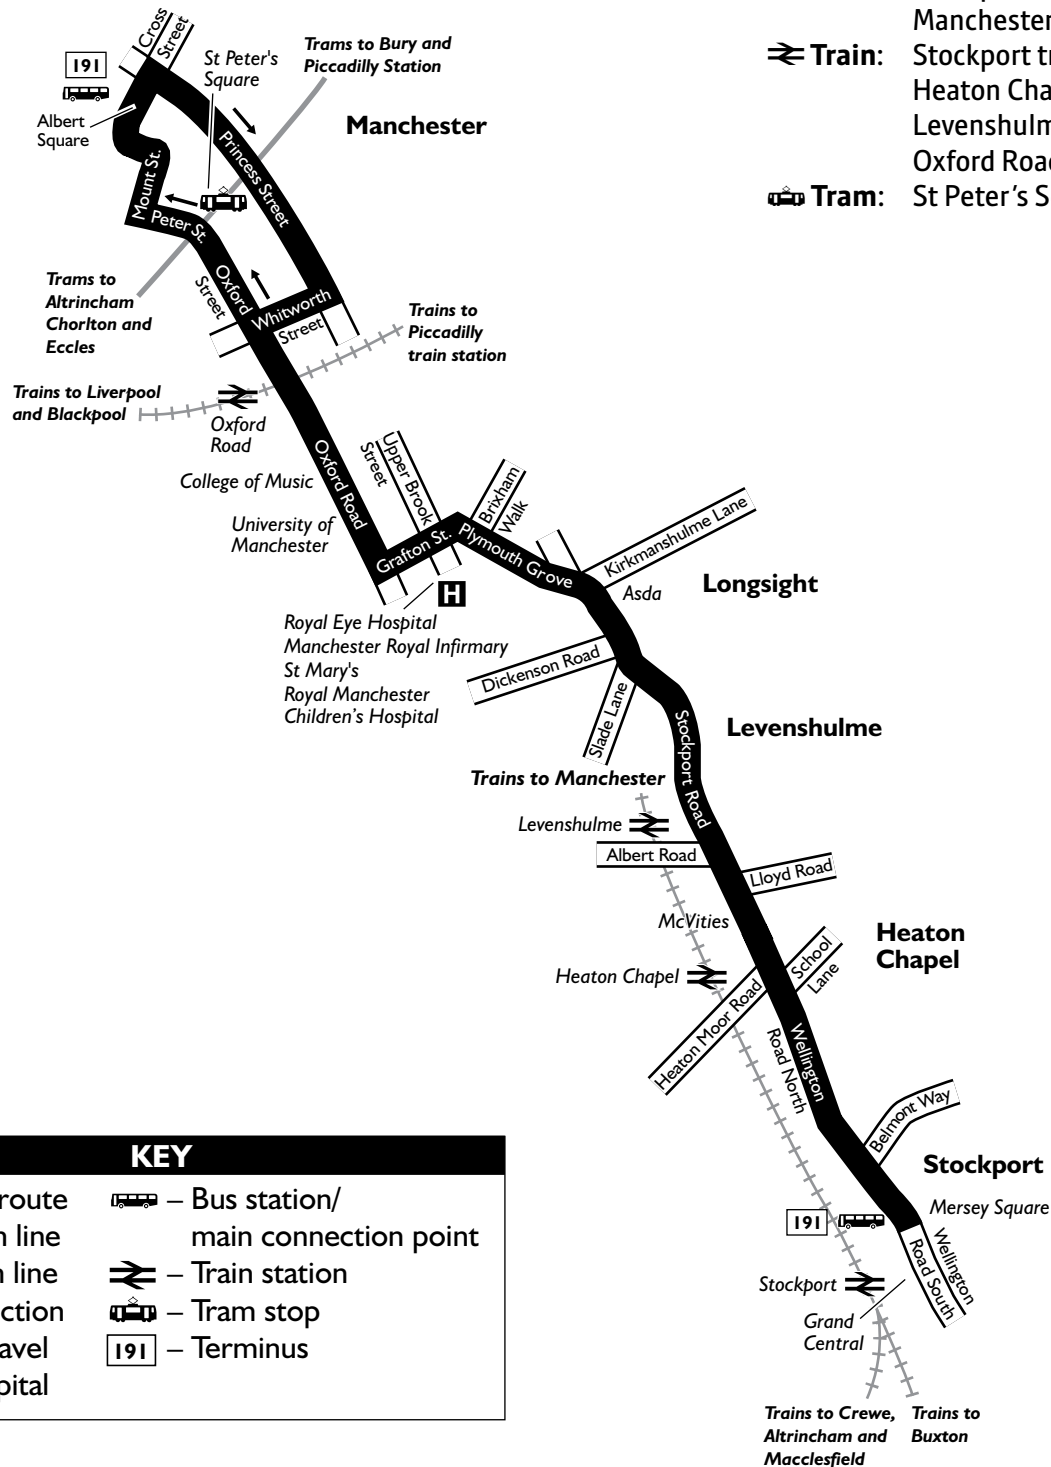 Manchester
Train: Stockport tr
Heaton Cha
Levenshulm
Oxford Road
Tram: St Peter's S
Cross
Street
191
St Peter's
Square
Trams to Bury and
Piccadilly Station
Albert
Square
Manchester
Princess Street
Mount St.
Peter St.
Trams to
Altrincham
Chorlton and
Eccles
Oxford
Street
Whitworth
Street
Trains to
Piccadilly
train station
Trains to Liverpool
and Blackpool
Oxford
Road
College of Music
Oxford Road
University of
Manchester
Upper Brook
Street
Grafton St.
Brixham
Walk
Plymouth Grove
Kirkmanshulme Lane
Asda
Longsight
H
Royal Eye Hospital
Manchester Royal Infirmary
St Mary's
Royal Manchester
Children's Hospital
Dickenson Road
Slade Lane
Stockport Road
Levenshulme
Trains to Manchester
Levenshulme
Albert Road
Lloyd Road
McVities
Heaton
Chapel
Heaton Chapel
School
Lane
Heaton Moor Road
Wellington
Road North
Belmont Way
Stockport
Mersey Square
191
Wellington
Road South
Stockport
Grand
Central
Trains to Crewe,
Altrincham and
Macclesfield
Trains to
Buxton
KEY
route
n line
n line
ction
avel
pital
– Bus station/
main connection point
– Train station
– Tram stop
191 – Terminus